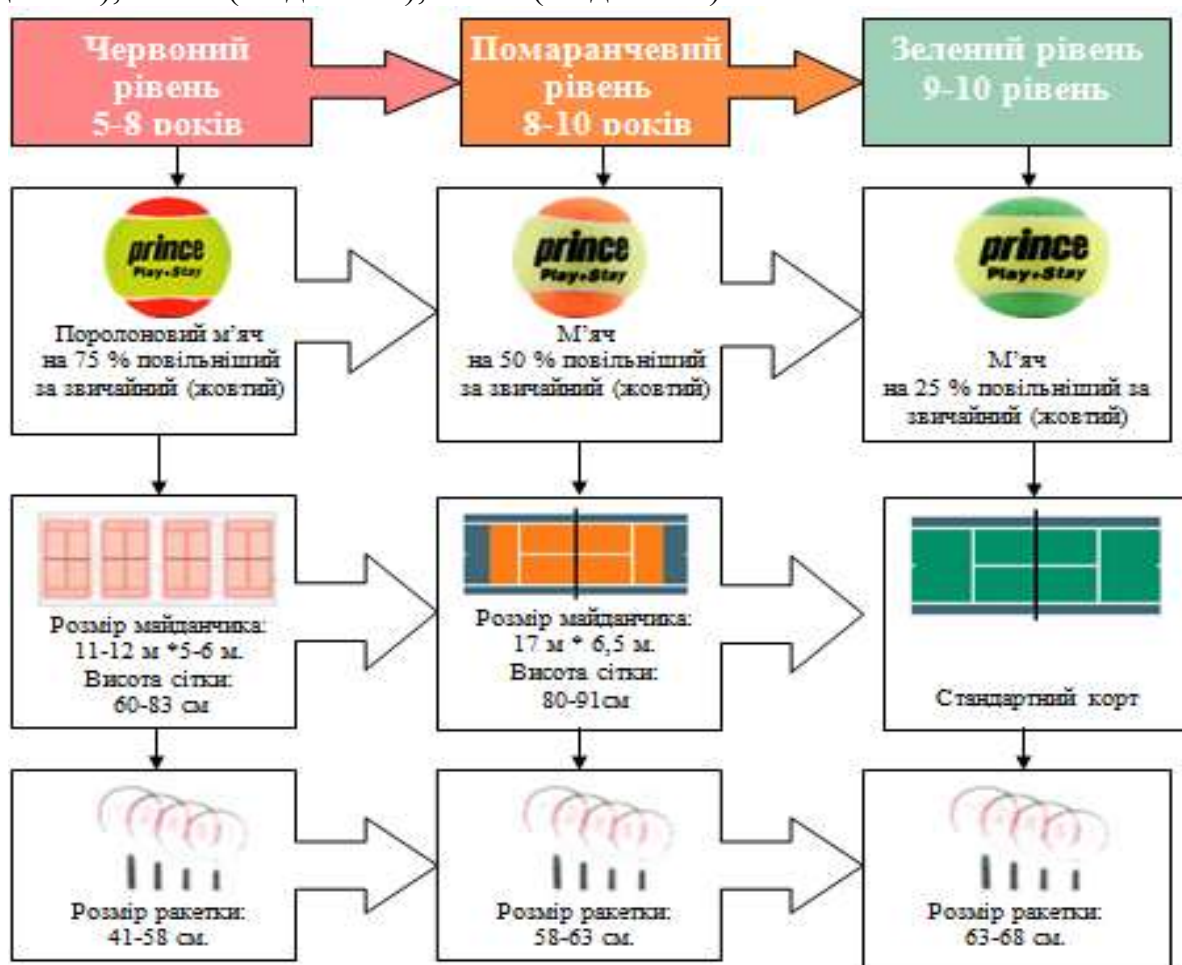 Червоний
рівень
5-8 років
Помаранчевий
рівень
8-10 років
Зелений рівень
9-10 рівень
prince
Play+Stay
Поролоновий м’яч
на 75 % повільніший
за звичайний (жовтий)
prince
Play+Stay
М’яч
на 50 % повільніший
за звичайний (жовтий)
prince
Play+Stay
М’яч
на 25 % повільніший за
звичайний (жовтий)
Розмір майданчика:
11-12 м *5-6 м.
Висота сітки:
60-83 см
Розмір майданчика:
17 м * 6,5 м.
Висота сітки:
80-91см
Стандартний корт
Розмір ракетки:
41-58 см.
Розмір ракетки:
58-63 см.
Розмір ракетки:
63-68 см.